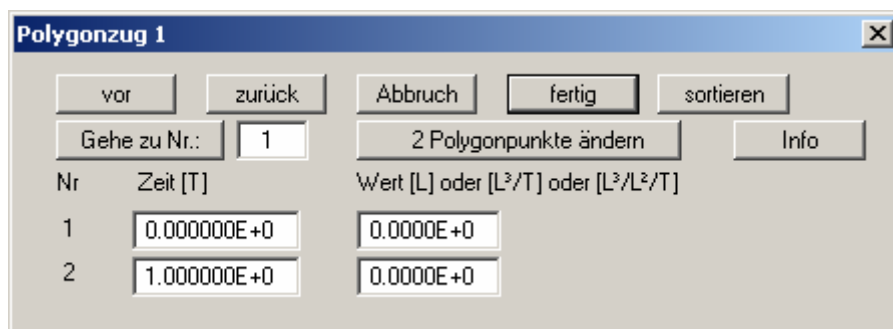 Polygonzug 1
vor zurück Abbruch fertig sortieren
Gehe zu Nr.: 1 2 Polygonpunkte ändern Info
Nr Zeit [T] Wert [L] oder [L³/T] oder [L³/L²/T]
1 0.000000E+0 0.0000E+0
2 1.000000E+0 0.0000E+0